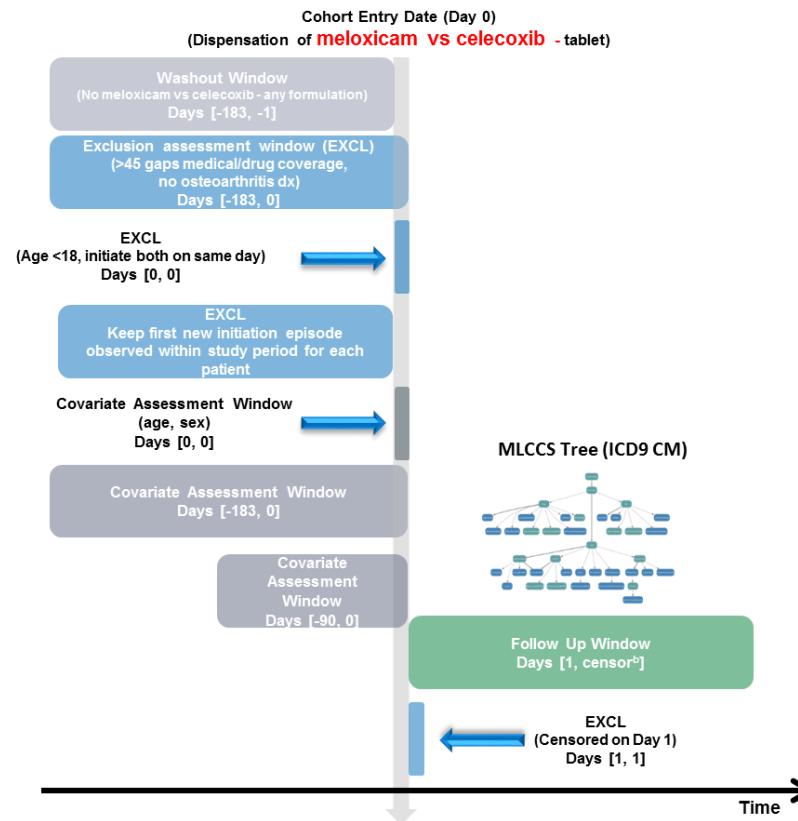 Cohort Entry Date (Day 0)
(Dispensation of meloxicam vs celecoxib - tablet)
Washout Window
(No meloxicam vs celecoxib - any formulation)
Days [-183, -1]
Exclusion assessment window (EXCL)
(>45 gaps medical/drug coverage,
no osteoarthritis dx)
Days [-183, 0]
EXCL
(Age <18, initiate both on same day)
Days [0, 0]
EXCL
Keep first new initiation episode
observed within study period for each
patient
Covariate Assessment Window
(age, sex)
Days [0, 0]
MLCCS Tree (ICD9 CM)
Covariate Assessment Window
Days [-183, 0]
Covariate
Assessment
Window
Days [-90, 0]
Follow Up Window
Days [1, censorᵇ]
EXCL
(Censored on Day 1)
Days [1, 1]
Time